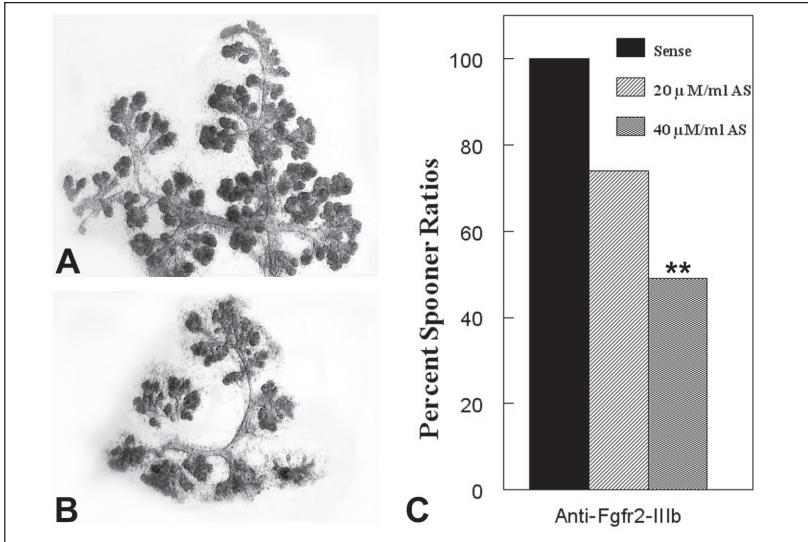 A
B
C
Percent Spooner Ratios
100
80
60
40
20
0
Sense
20 μ M/ml AS
40 μM/ml AS
**
Anti-Fgfr2-IIIb